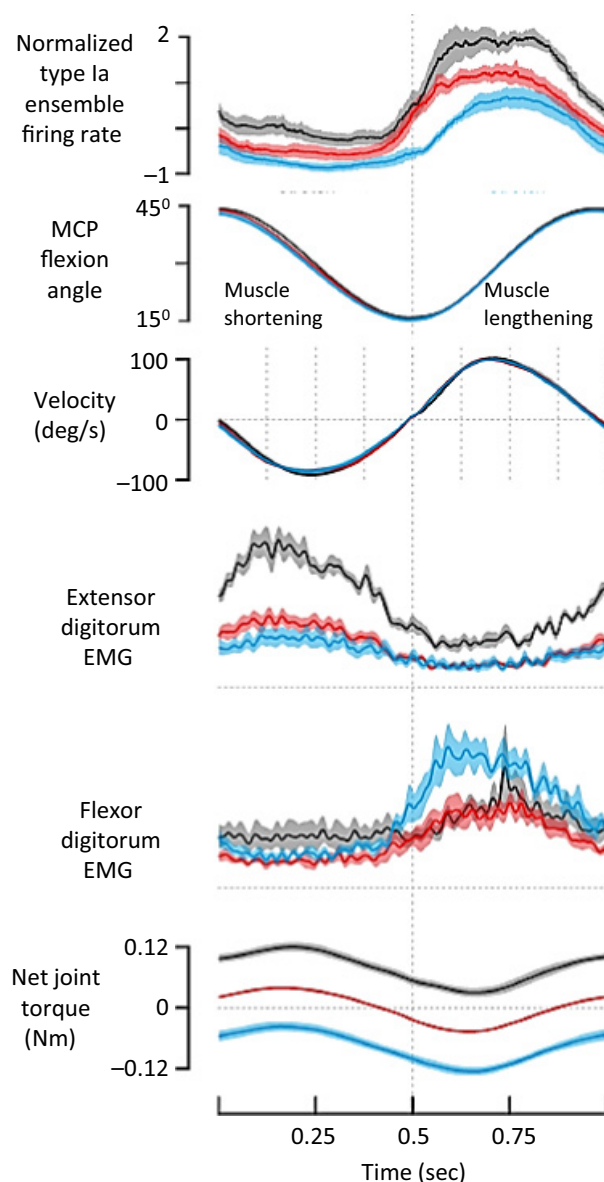 Normalized
type Ia
ensemble
firing rate
2
−1
MCP
flexion
angle
45⁰
15⁰
Muscle
shortening
Muscle
lengthening
Velocity
(deg/s)
100
0
−100
Extensor
digitorum
EMG
Flexor
digitorum
EMG
Net joint
torque
(Nm)
0.12
0
−0.12
0.25 0.5 0.75
Time (sec)